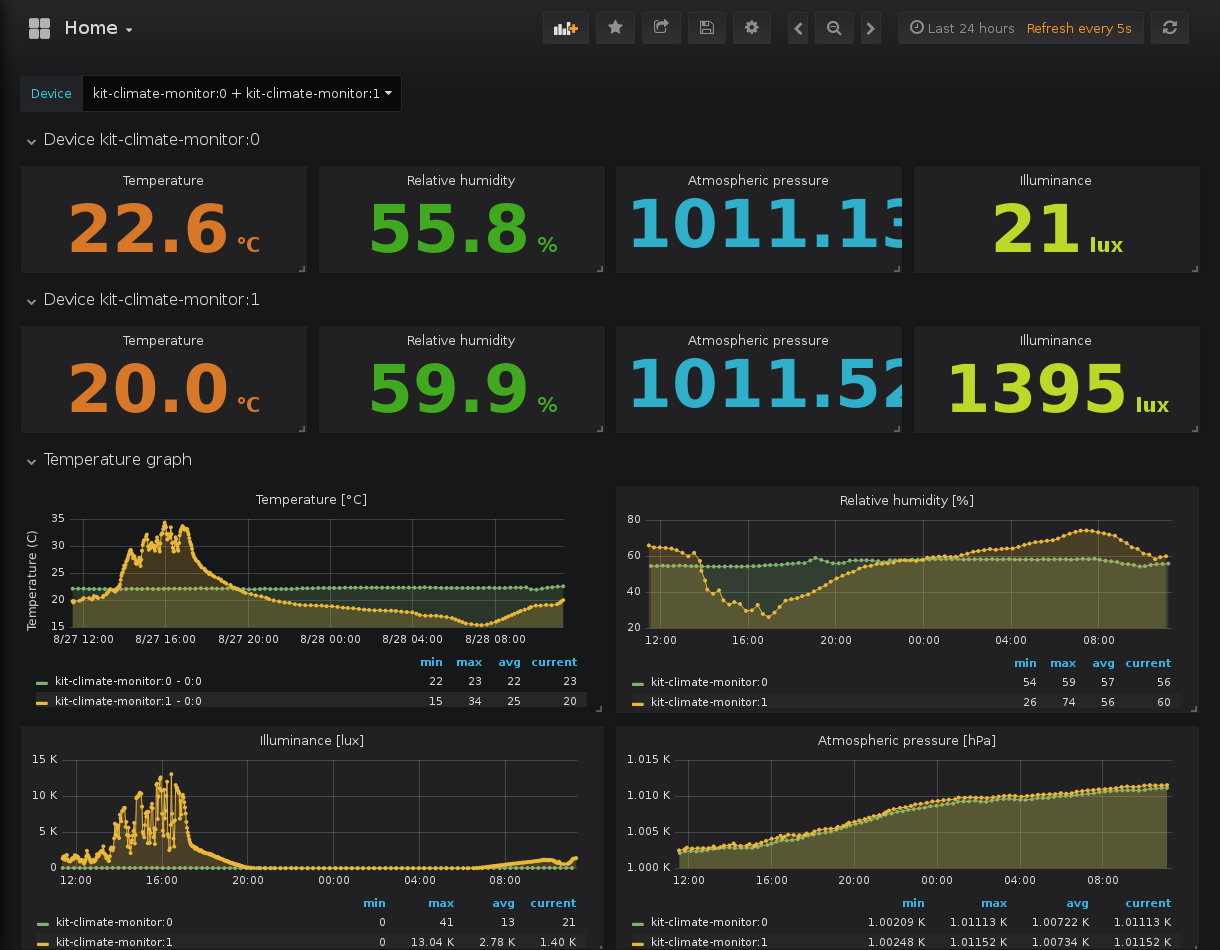 Home
Last 24 hours Refresh every 5s
Device kit-climate-monitor:0 + kit-climate-monitor:1
Device kit-climate-monitor:0
Temperature Relative humidity Atmospheric pressure Illuminance
22.6 °C 55.8 % 1011.13 21 lux
Device kit-climate-monitor:1
Temperature Relative humidity Atmospheric pressure Illuminance
20.0 °C 59.9 % 1011.52 1395 lux
Temperature graph
Temperature [°C]
Temperature (C)
35
30
25
20
15
8/27 12:00 8/27 16:00 8/27 20:00 8/28 00:00 8/28 04:00 8/28 08:00
min max avg current
kit-climate-monitor:0 - 0:0 22 23 22 23
kit-climate-monitor:1 - 0:0 15 34 25 20
Relative humidity [%]
80
60
40
20
12:00 16:00 20:00 00:00 04:00 08:00
min max avg current
kit-climate-monitor:0 54 59 57 56
kit-climate-monitor:1 26 74 56 60
Illuminance [lux]
15 K
10 K
5 K
0
12:00 16:00 20:00 00:00 04:00 08:00
min max avg current
kit-climate-monitor:0 0 41 13 21
kit-climate-monitor:1 0 13.04 K 2.78 K 1.40 K
Atmospheric pressure [hPa]
1.015 K
1.010 K
1.005 K
1.000 K
12:00 16:00 20:00 00:00 04:00 08:00
min max avg current
kit-climate-monitor:0 1.00209 K 1.01113 K 1.00722 K 1.01113 K
kit-climate-monitor:1 1.00248 K 1.01152 K 1.00734 K 1.01152 K